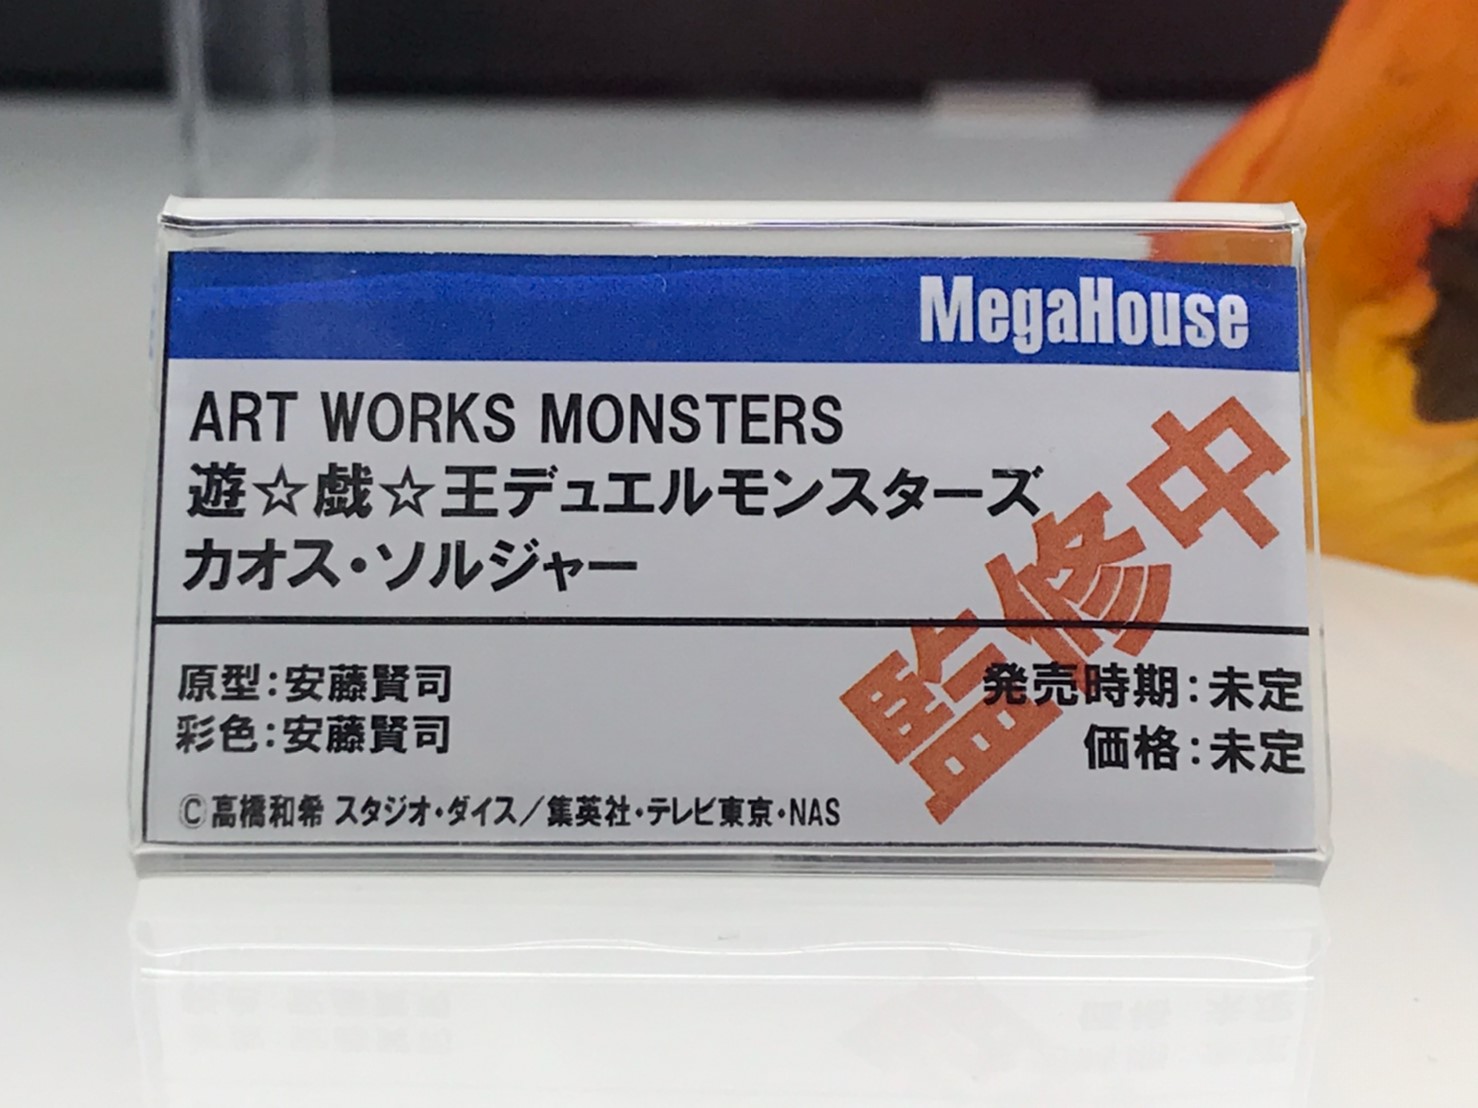 MegaHouse
ART WORKS MONSTERS
遊☆戯☆王デュエルモンスターズ
カオス・ソルジャー
監修中
原型：安藤賢司
彩色：安藤賢司
発売時期：未定
価格：未定
©高橋和希 スタジオ・ダイス／集英社・テレビ東京・NAS